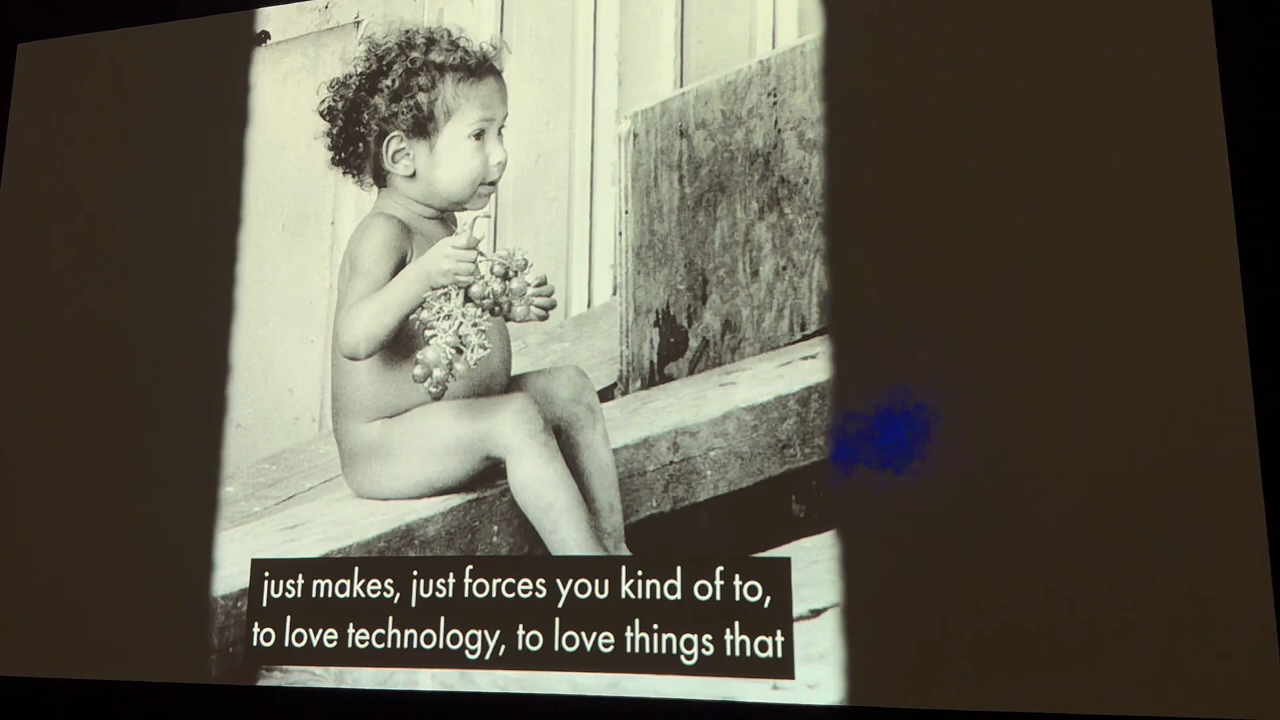 just makes, just forces you kind of to,
to love technology, to love things that